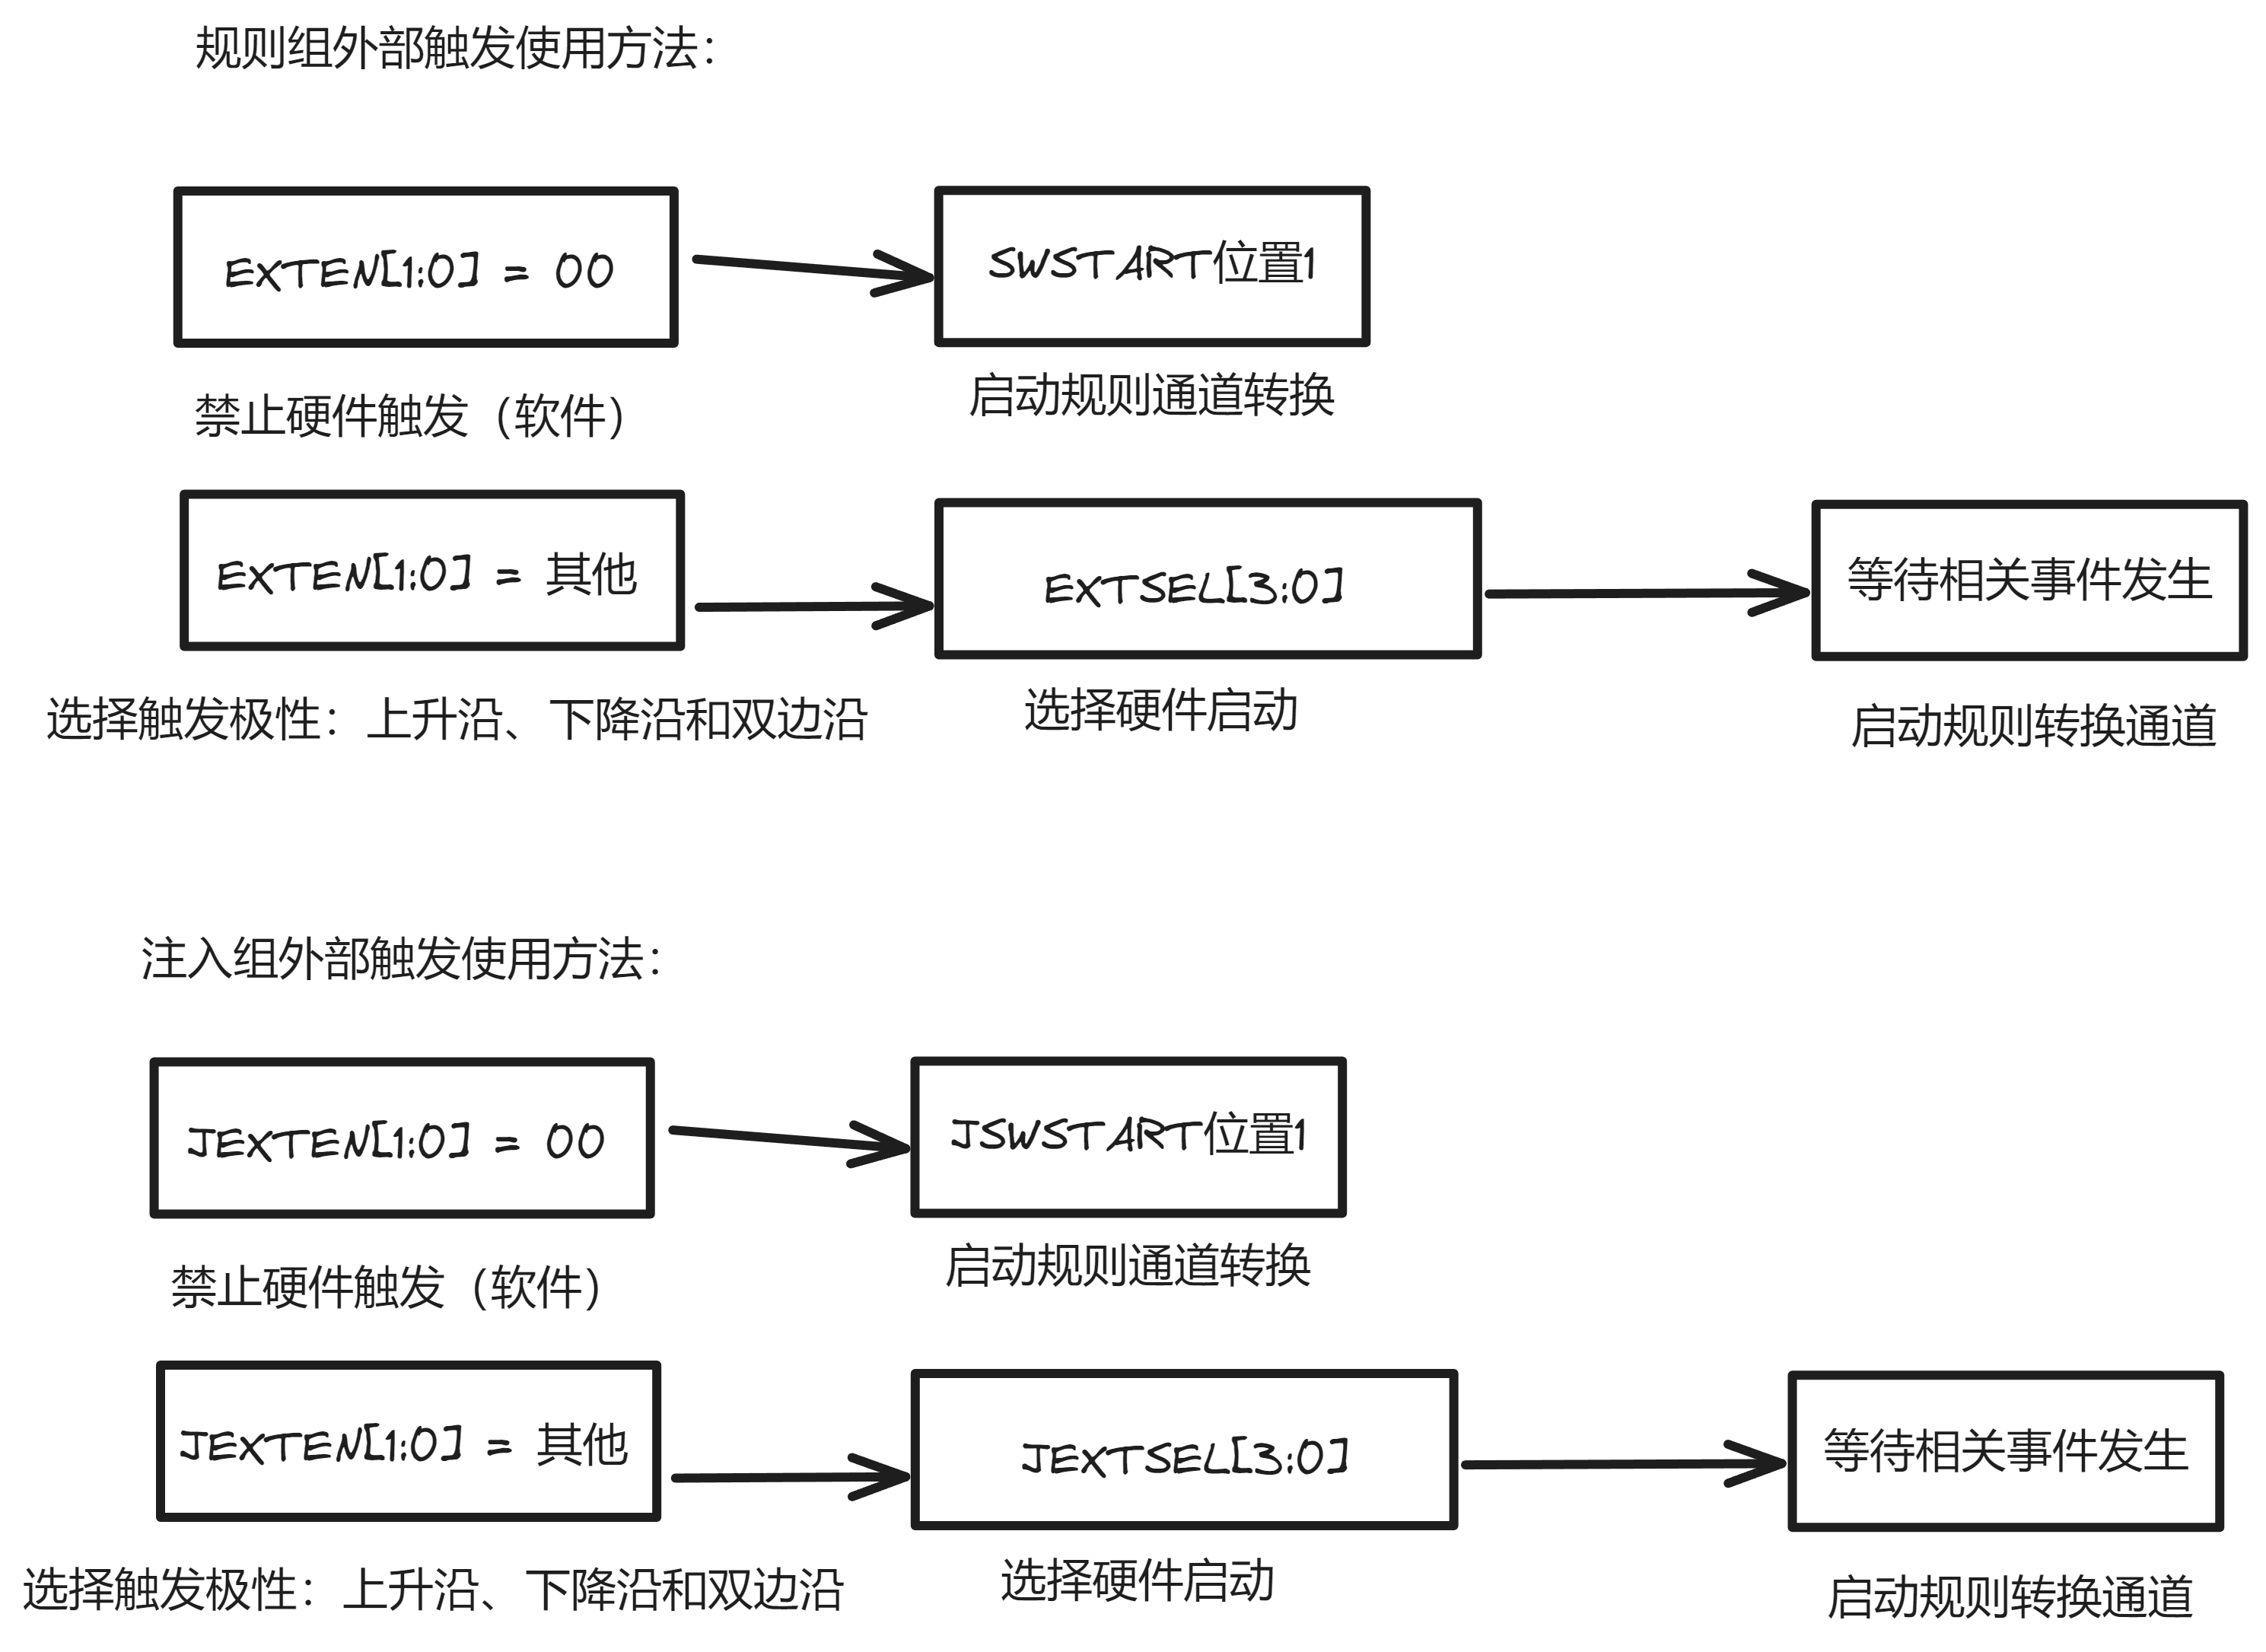 规则组外部触发使用方法：
EXTEN[1:0] = 00
SWSTART位置1
禁止硬件触发（软件）
启动规则通道转换
EXTEN[1:0] = 其他
EXTSEL[3:0]
等待相关事件发生
选择触发极性：上升沿、下降沿和双边沿
选择硬件启动
启动规则转换通道
注入组外部触发使用方法：
JEXTEN[1:0] = 00
JSWSTART位置1
禁止硬件触发（软件）
启动规则通道转换
JEXTEN[1:0] = 其他
JEXTSEL[3:0]
等待相关事件发生
选择触发极性：上升沿、下降沿和双边沿
选择硬件启动
启动规则转换通道